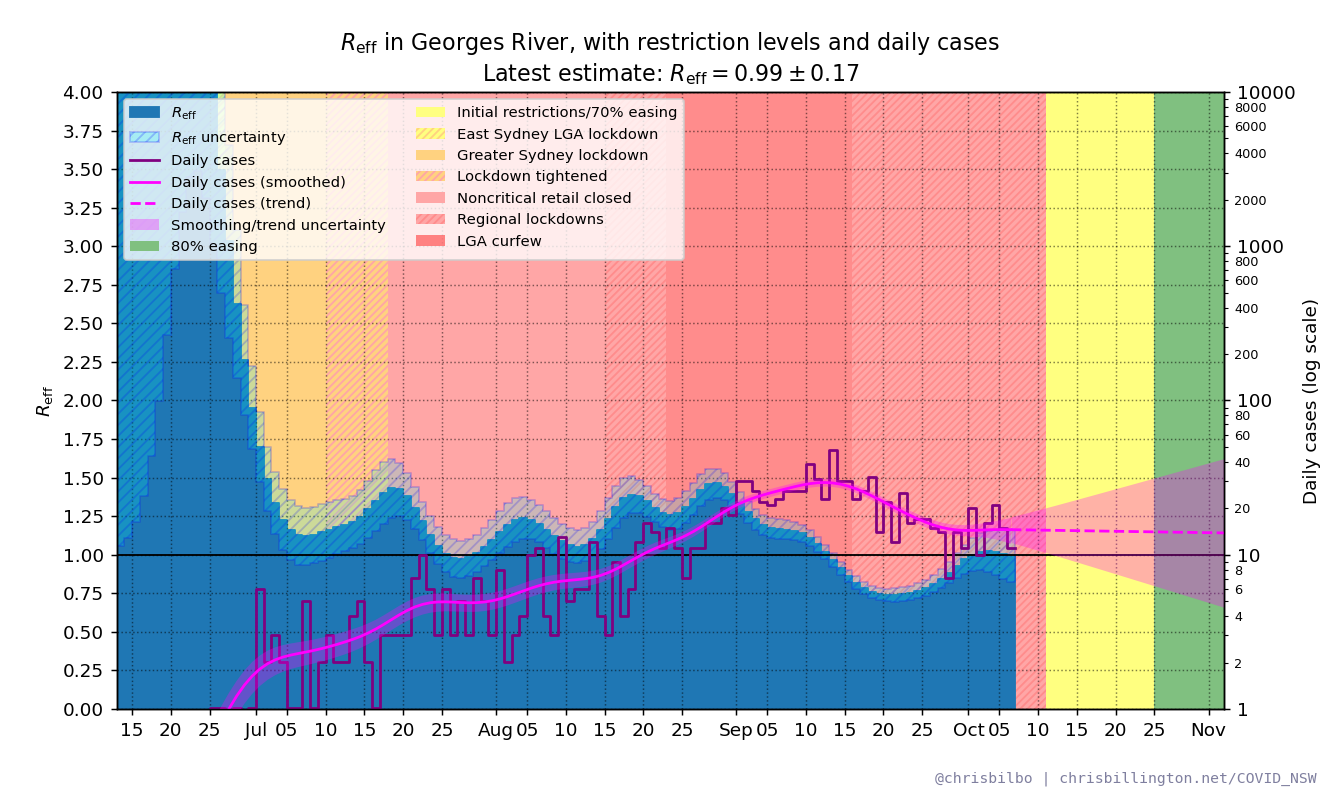 Reff in Georges River, with restriction levels and daily cases
Latest estimate: Reff = 0.99 ± 0.17
Reff
Reff uncertainty
Daily cases
Daily cases (smoothed)
Daily cases (trend)
Smoothing/trend uncertainty
80% easing
Initial restrictions/70% easing
East Sydney LGA lockdown
Greater Sydney lockdown
Lockdown tightened
Noncritical retail closed
Regional lockdowns
LGA curfew
Reff
4.00
3.75
3.50
3.25
3.00
2.75
2.50
2.25
2.00
1.75
1.50
1.25
1.00
0.75
0.50
0.25
0.00
10000
8000
6000
4000
2000
1000
800
600
400
200
100
80
60
40
20
10
8
6
4
2
1
Daily cases (log scale)
15 20 25 Jul 05 10 15 20 25 Aug 05 10 15 20 25 Sep 05 10 15 20 25 Oct 05 10 15 20 25 Nov
@chrisbilbo | chrisbillington.net/COVID_NSW